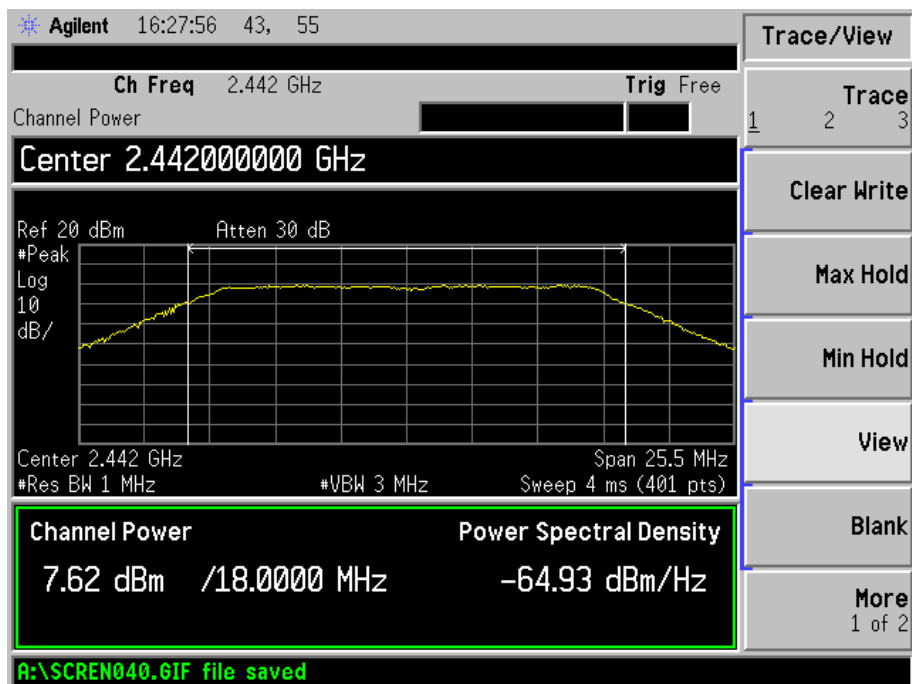 Agilent 16:27:56 43, 55
Trace/View
Ch Freq 2.442 GHz Trig Free
Channel Power
Trace
1 2 3
Center 2.442000000 GHz
Clear Write
Ref 20 dBm Atten 30 dB
#Peak
Log
10
dB/
Max Hold
Min Hold
View
Center 2.442 GHz Span 25.5 MHz
#Res BW 1 MHz #VBW 3 MHz Sweep 4 ms (401 pts)
Channel Power Power Spectral Density
7.62 dBm /18.0000 MHz -64.93 dBm/Hz
Blank
More
1 of 2
A:\SCREN040.GIF file saved